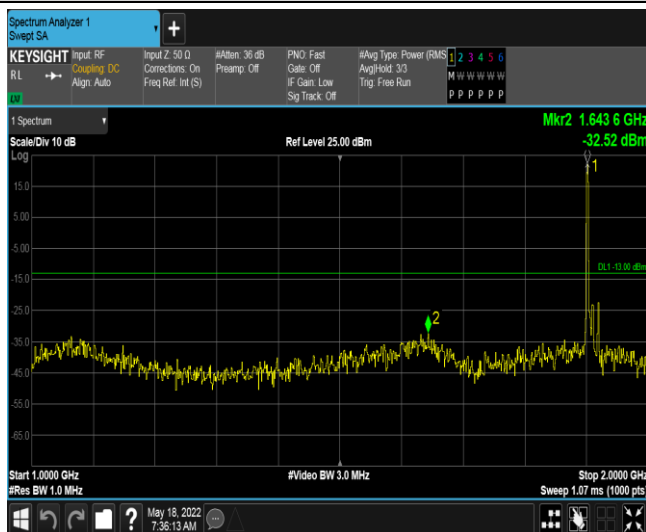 Spectrum Analyzer 1
Swept SA
KEYSIGHT
RL
Input: RF
Coupling: DC
Align: Auto
Input Z: 50 Ω
Corrections: On
Freq Ref: Int (S)
#Atten: 36 dB
Preamp: Off
PNO: Fast
Gate: Off
IF Gain: Low
Sig Track: Off
#Avg Type: Power (RMS
Avg|Hold: 3/3
Trig: Free Run
1 2 3 4 5 6
M W W W W W
P P P P P P
1 Spectrum
Mkr2 1.643 6 GHz
Scale/Div 10 dB
Ref Level 25.00 dBm
-32.52 dBm
Log
1
15.0
5.00
-5.00
DL1 -13.00 dBm
-15.0
-25.0
2
-35.0
-45.0
-55.0
-65.0
Start 1.0000 GHz
#Video BW 3.0 MHz
Stop 2.0000 GHz
#Res BW 1.0 MHz
Sweep 1.07 ms (1000 pts)
?
May 18, 2022
7:36:13 AM